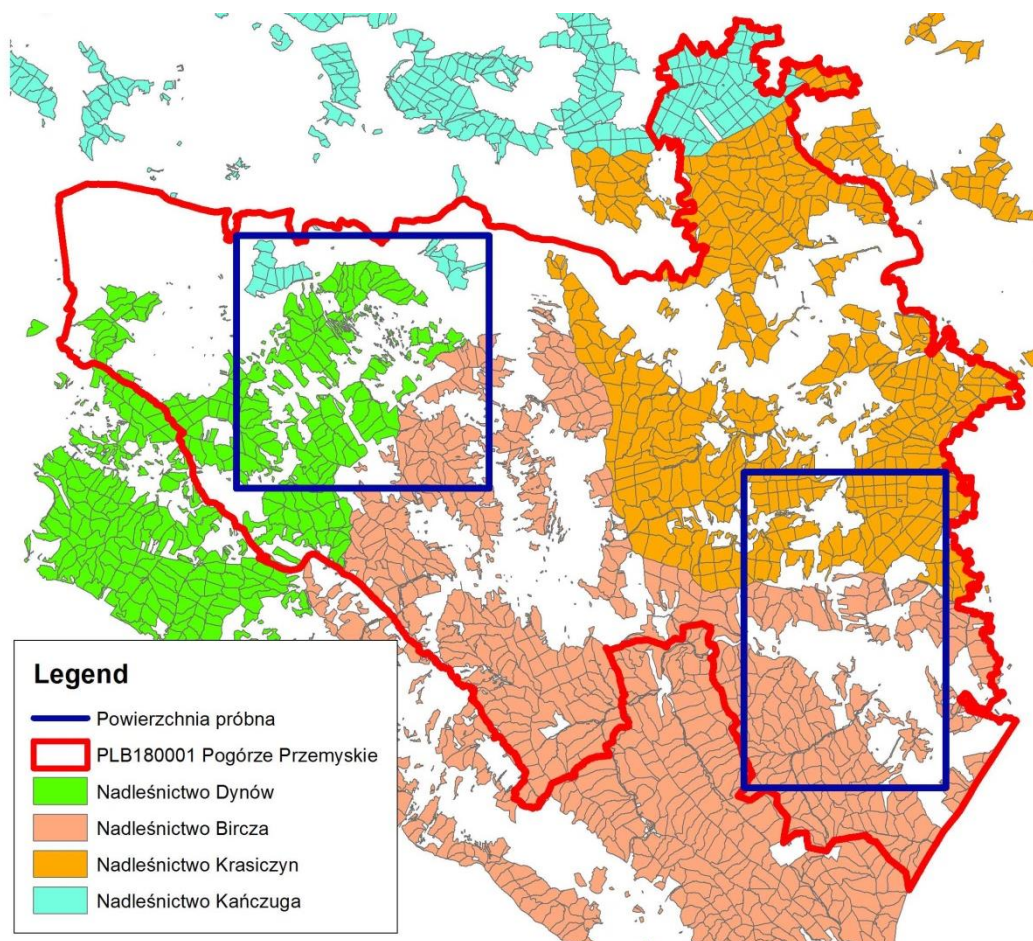 Legend
Powierzchnia próbna
PLB180001 Pogórze Przemyskie
Nadleśnictwo Dynów
Nadleśnictwo Bircza
Nadleśnictwo Krasiczyn
Nadleśnictwo Kańczuga